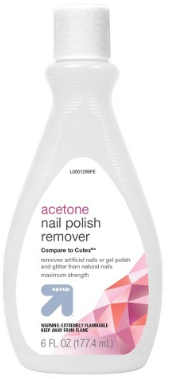 L0001299FE
acetone
nail polish
remover
Compare to Cutex®*
removes artificial nails or gel polish
and glitter from natural nails
maximum strength
up&up
WARNING: EXTREMELY FLAMMABLE
KEEP AWAY FROM FLAME
6 FL OZ (177.4 mL)